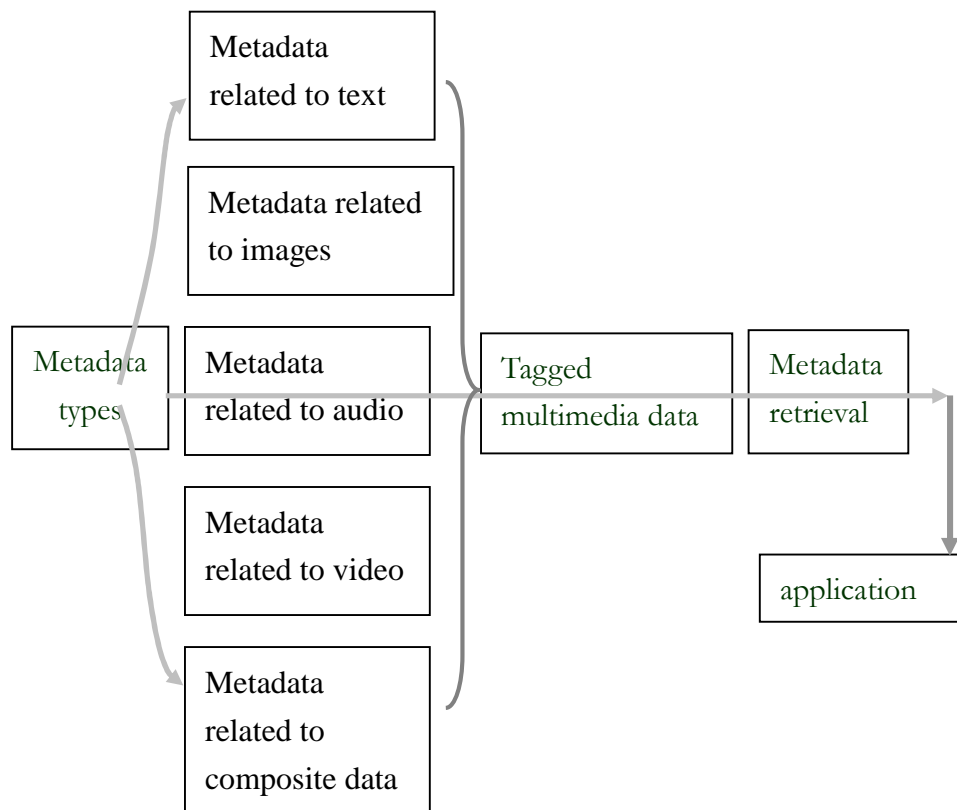 Metadata
related to text
Metadata related
to images
Metadata
types
Metadata
related to audio
Tagged
multimedia data
Metadata
retrieval
Metadata
related to video
application
Metadata
related to
composite data